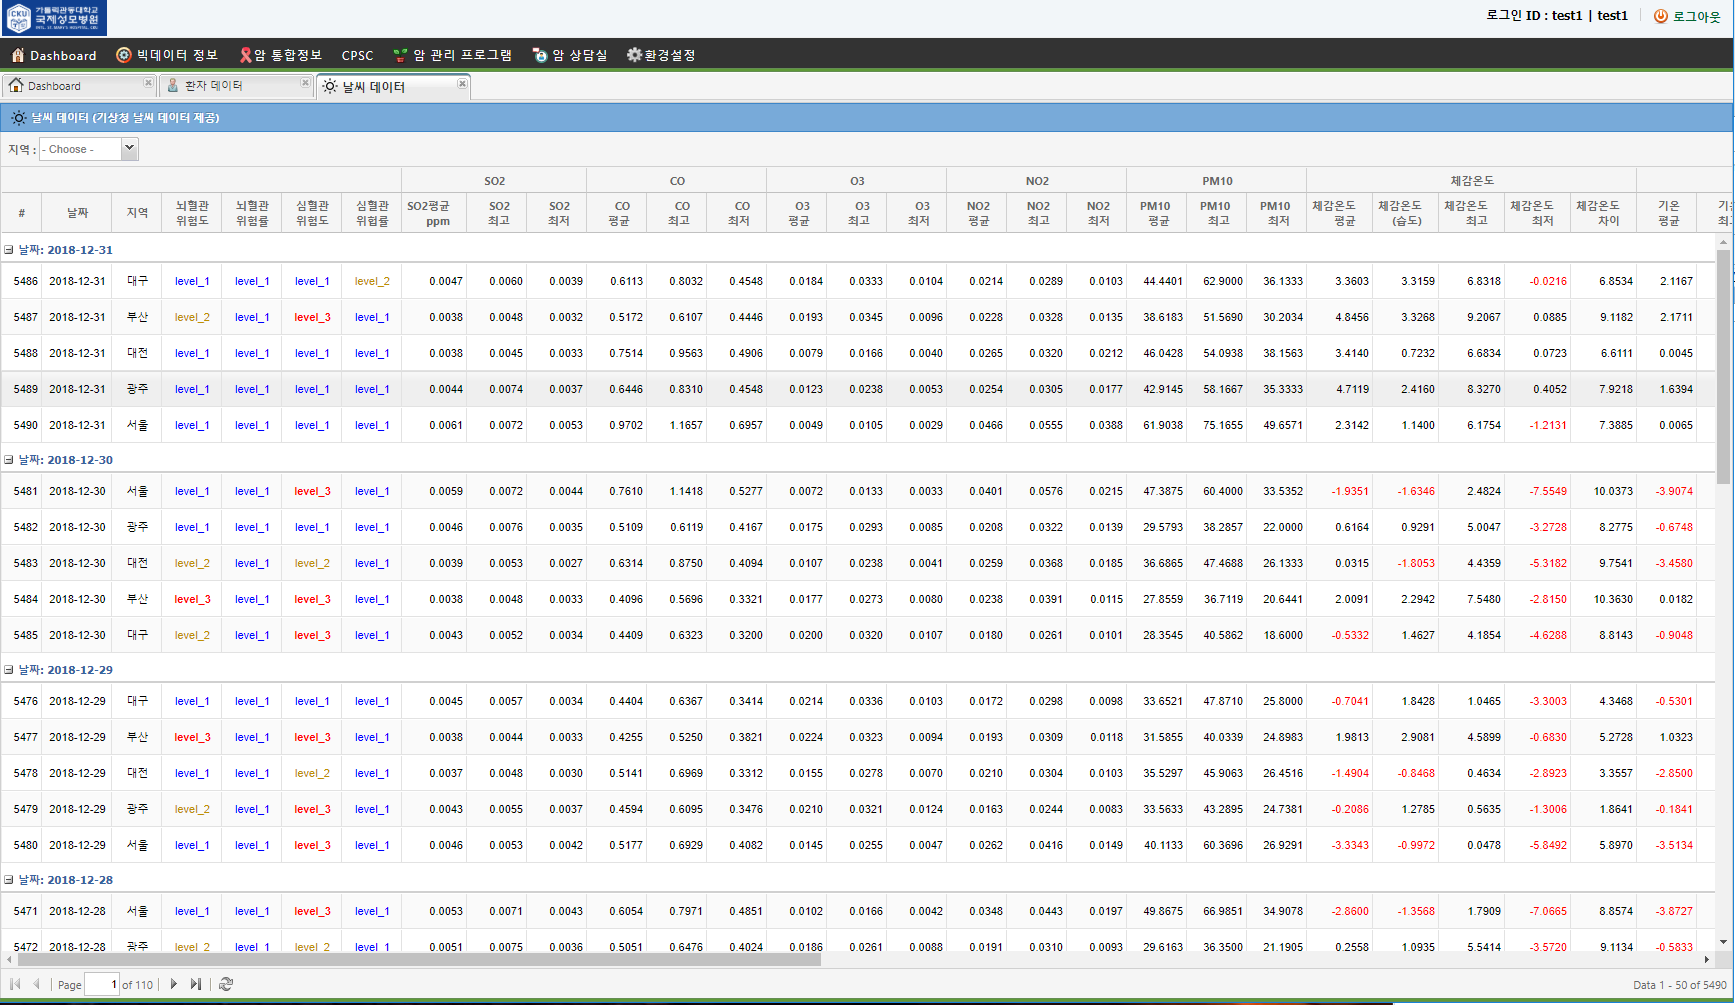 가톨릭관동대학교
국제성모병원
CKU
로그인 ID : test1 | test1
로그아웃
Dashboard 빅데이터 정보 암 통합정보 CPSC 암 관리 프로그램 암 상담실 환경설정
Dashboard 환자 데이터 날씨 데이터
날씨 데이터 (기상청 날씨 데이터 제공)
지역 : - Choose -
SO2 CO O3 NO2 PM10 체감온도
# 날짜 지역 뇌혈관 위험도 뇌혈관 위험률 심혈관 위험도 심혈관 위협률 SO2평균 ppm SO2 최고 SO2 최저 CO 평균 CO 최고 CO 최저 O3 평균 O3 최고 O3 최저 NO2 평균 NO2 최고 NO2 최저 PM10 평균 PM10 최고 PM10 최저 체감온도 평균 체감온도 (습도) 체감온도 최고 체감온도 최저 체감온도 차이 기온 평균
날짜: 2018-12-31
5486 2018-12-31 대구 level_1 level_1 level_1 level_2 0.0047 0.0060 0.0039 0.6113 0.8032 0.4548 0.0184 0.0333 0.0104 0.0214 0.0289 0.0103 44.4401 62.9000 36.1333 3.3603 3.3159 6.8318 -0.0216 6.8534 2.1167
5487 2018-12-31 부산 level_2 level_1 level_3 level_1 0.0038 0.0048 0.0032 0.5172 0.6107 0.4446 0.0193 0.0345 0.0096 0.0228 0.0328 0.0135 38.6183 51.5690 30.2034 4.8456 3.3268 9.2067 0.0885 9.1182 2.1711
5488 2018-12-31 대전 level_1 level_1 level_1 level_1 0.0038 0.0045 0.0033 0.7514 0.9563 0.4906 0.0079 0.0166 0.0040 0.0265 0.0320 0.0212 46.0428 54.0938 38.1563 3.4140 0.7232 6.6834 0.0723 6.6111 0.0045
5489 2018-12-31 광주 level_1 level_1 level_1 level_1 0.0044 0.0074 0.0037 0.6446 0.8310 0.4548 0.0123 0.0238 0.0053 0.0254 0.0305 0.0177 42.9145 58.1667 35.3333 4.7119 2.4160 8.3270 0.4052 7.9218 1.6394
5490 2018-12-31 서울 level_1 level_1 level_1 level_1 0.0061 0.0072 0.0053 0.9702 1.1657 0.6957 0.0049 0.0105 0.0029 0.0466 0.0555 0.0388 61.9038 75.1655 49.6571 2.3142 1.1400 6.1754 -1.2131 7.3885 0.0065
날짜: 2018-12-30
5481 2018-12-30 서울 level_1 level_1 level_3 level_1 0.0059 0.0072 0.0044 0.7610 1.1418 0.5277 0.0072 0.0133 0.0033 0.0401 0.0576 0.0215 47.3875 60.4000 33.5352 -1.9351 -1.6346 2.4824 -7.5549 10.0373 -3.9074
5482 2018-12-30 광주 level_1 level_1 level_1 level_1 0.0046 0.0076 0.0035 0.5109 0.6119 0.4167 0.0175 0.0293 0.0085 0.0208 0.0322 0.0139 29.5793 38.2857 22.0000 0.6164 0.9291 5.0047 -3.2728 8.2775 -0.6748
5483 2018-12-30 대전 level_2 level_1 level_2 level_1 0.0039 0.0053 0.0027 0.6314 0.8750 0.4094 0.0107 0.0238 0.0041 0.0259 0.0368 0.0185 36.6865 47.4688 26.1333 0.0315 -1.8053 4.4359 -5.3182 9.7541 -3.4580
5484 2018-12-30 부산 level_3 level_1 level_3 level_1 0.0038 0.0048 0.0033 0.4096 0.5696 0.3321 0.0177 0.0273 0.0080 0.0238 0.0391 0.0115 27.8559 36.7119 20.6441 2.0091 2.2942 7.5480 -2.8150 10.3630 0.0182
5485 2018-12-30 대구 level_2 level_1 level_3 level_1 0.0043 0.0052 0.0034 0.4409 0.6323 0.3200 0.0200 0.0320 0.0107 0.0180 0.0261 0.0101 28.3545 40.5862 18.6000 -0.5332 1.4627 4.1854 -4.6288 8.8143 -0.9048
날짜: 2018-12-29
5476 2018-12-29 대구 level_1 level_1 level_1 level_1 0.0045 0.0057 0.0034 0.4404 0.6367 0.3414 0.0214 0.0336 0.0103 0.0172 0.0298 0.0098 33.6521 47.8710 25.8000 -0.7041 1.8428 1.0465 -3.3003 4.3468 -0.5301
5477 2018-12-29 부산 level_3 level_1 level_3 level_1 0.0038 0.0044 0.0033 0.4255 0.5250 0.3821 0.0224 0.0323 0.0094 0.0193 0.0309 0.0118 31.5855 40.0339 24.8983 1.9813 2.9081 4.5899 -0.6830 5.2728 1.0323
5478 2018-12-29 대전 level_1 level_1 level_2 level_1 0.0037 0.0048 0.0030 0.5141 0.6969 0.3312 0.0155 0.0278 0.0070 0.0210 0.0304 0.0103 35.5297 45.9063 26.4516 -1.4904 -0.8468 0.4634 -2.8923 3.3557 -2.8500
5479 2018-12-29 광주 level_2 level_1 level_3 level_1 0.0043 0.0055 0.0037 0.4594 0.6095 0.3476 0.0210 0.0321 0.0124 0.0163 0.0244 0.0083 33.5633 43.2895 24.7381 -0.2086 1.2785 0.5635 -1.3006 1.8641 -0.1841
5480 2018-12-29 서울 level_1 level_1 level_3 level_1 0.0046 0.0053 0.0042 0.5177 0.6929 0.4082 0.0145 0.0255 0.0047 0.0262 0.0416 0.0149 40.1133 60.3696 26.9291 -3.3343 -0.9972 0.0478 -5.8492 5.8970 -3.5134
날짜: 2018-12-28
5471 2018-12-28 서울 level_1 level_1 level_3 level_1 0.0053 0.0071 0.0043 0.6054 0.7971 0.4851 0.0102 0.0166 0.0042 0.0348 0.0443 0.0197 49.8675 66.9851 34.9078 -2.8600 -1.3568 1.7909 -7.0665 8.8574 -3.8727
5472 2018-12-28 광주 level_2 level_1 level_2 level_1 0.0051 0.0075 0.0036 0.5051 0.6476 0.4024 0.0186 0.0261 0.0088 0.0191 0.0310 0.0093 29.6163 36.3500 21.1905 0.2558 1.0935 5.5414 -3.5720 9.1134 -0.5833
Page 1 of 110
Data 1 - 50 of 5490